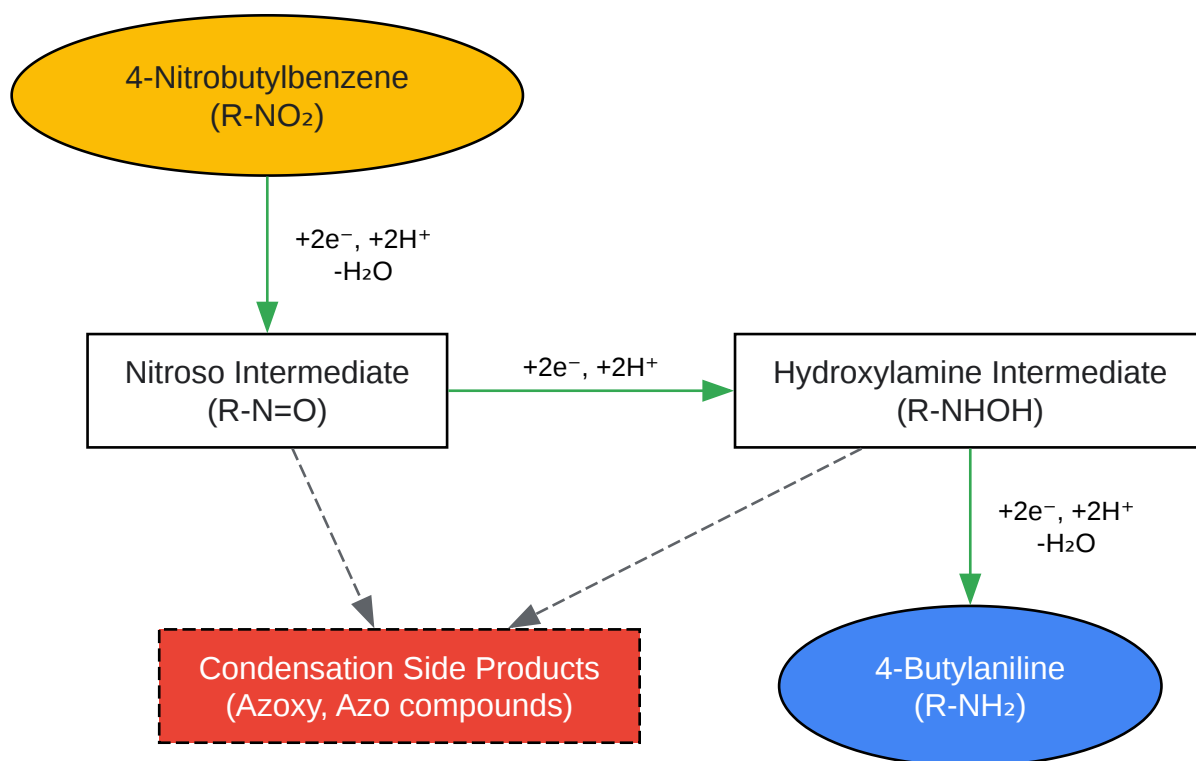 4-Nitrobutylbenzene
(R-NO₂)
+2e⁻, +2H⁺
-H₂O
Nitroso Intermediate
(R-N=O)
+2e⁻, +2H⁺
Hydroxylamine Intermediate
(R-NHOH)
+2e⁻, +2H⁺
-H₂O
Condensation Side Products
(Azoxy, Azo compounds)
4-Butylaniline
(R-NH₂)